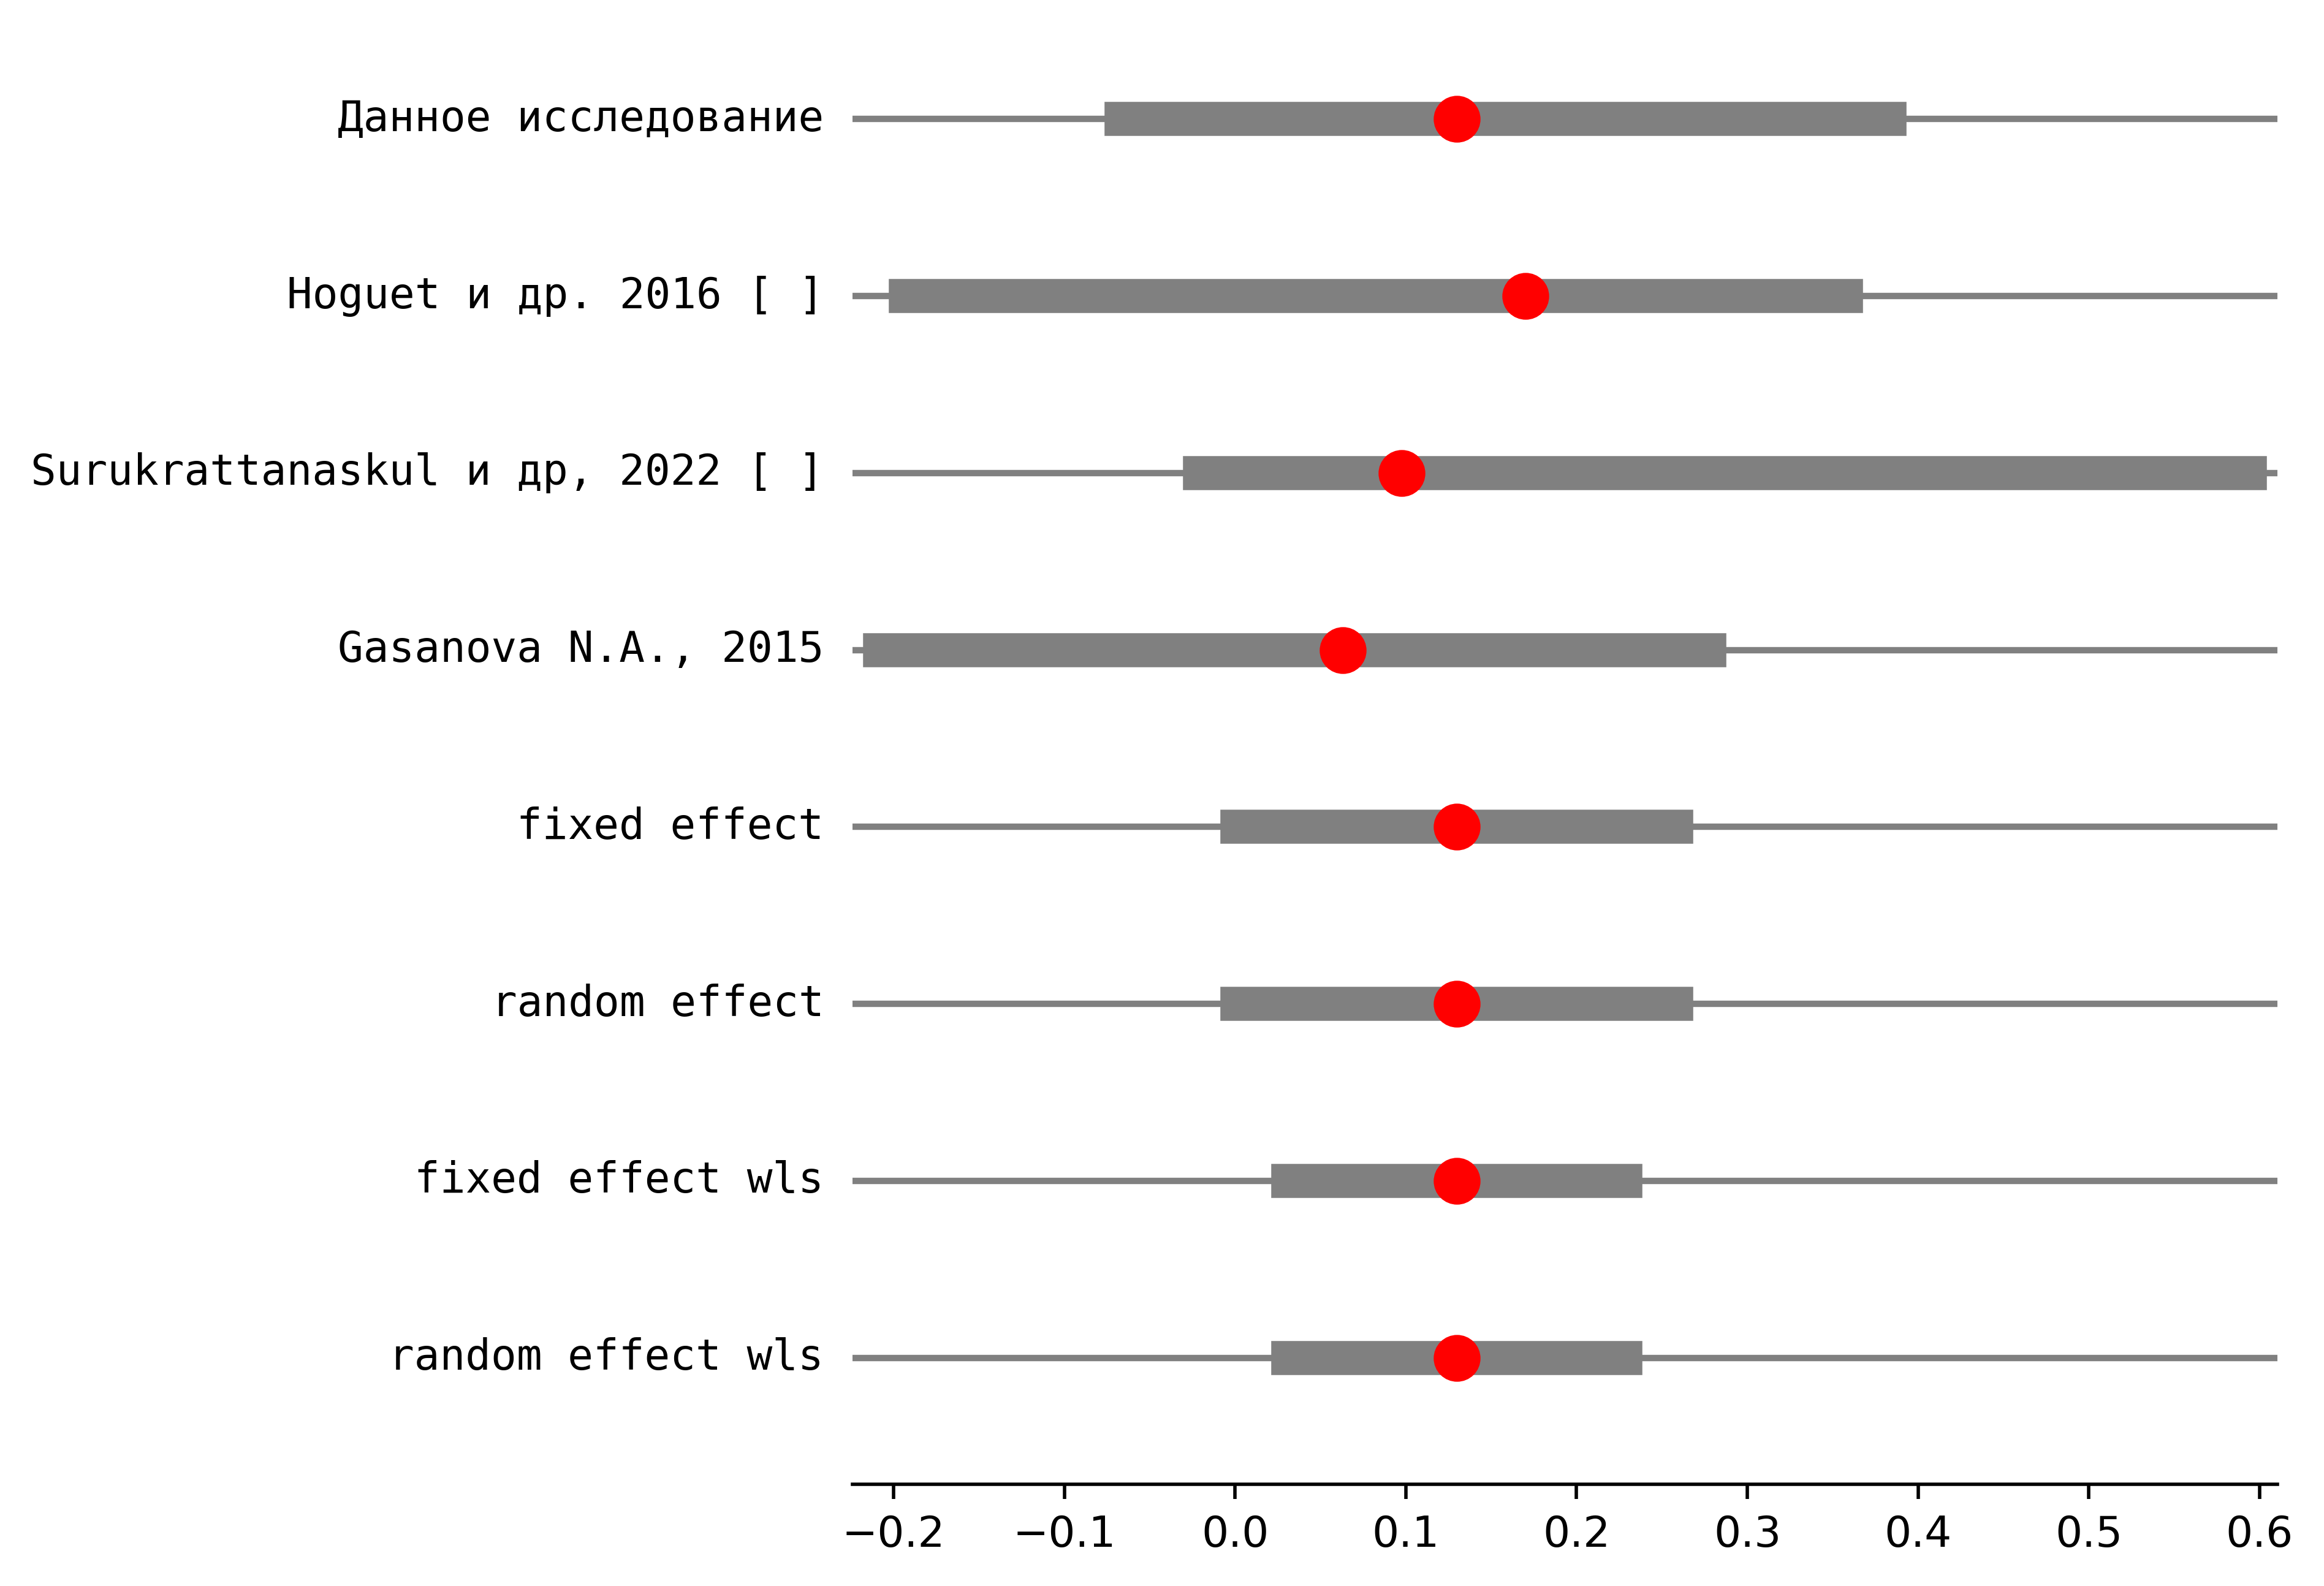 Данное исследование
Hoguet и др. 2016 [ ]
Surukrattanaskul и др, 2022 [ ]
Gasanova N.A., 2015
fixed effect
random effect
fixed effect wls
random effect wls
−0.2 −0.1 0.0 0.1 0.2 0.3 0.4 0.5 0.6